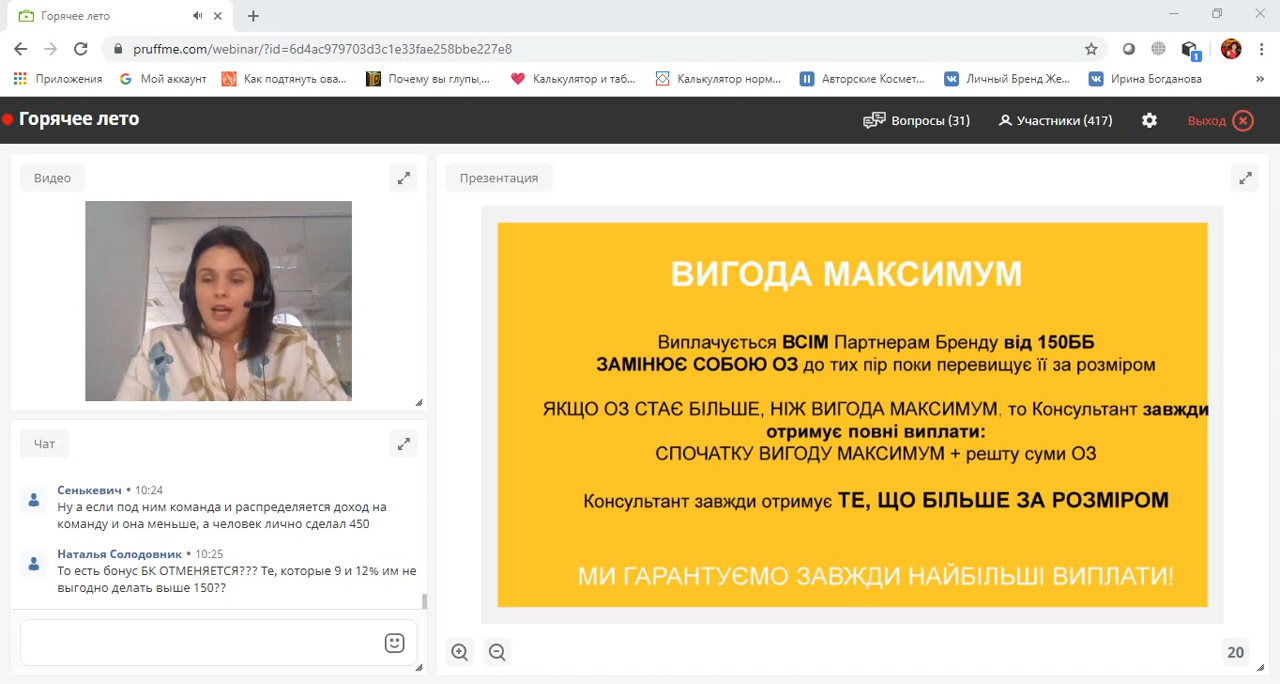 Горячее лето
pruffme.com/webinar/?id=6d4ac979703d3c1e33fae258bbe227e8
Приложения
Мой аккаунт
Как подтянуть ова...
Почему вы глупы,...
Калькулятор и таб...
Калькулятор норм...
Авторские Космет...
Личный Бренд Же...
Ирина Богданова
»
1
Горячее лето
Вопросы (31)
Участники (417)
Выход
Видео
Презентация
ВИГОДА МАКСИМУМ
Виплачується ВСІМ Партнерам Бренду від 150ББ
ЗАМІНЮЄ СОБОЮ ОЗ до тих пір поки перевищує її за розміром
ЯКЩО ОЗ СТАЄ БІЛЬШЕ, НІЖ ВИГОДА МАКСИМУМ, то Консультант завжди
отримує повні виплати:
СПОЧАТКУ ВИГОДУ МАКСИМУМ + решту суми ОЗ
Консультант завжди отримує ТЕ, ЩО БІЛЬШЕ ЗА РОЗМІРОМ
МИ ГАРАНТУЄМО ЗАВЖДИ НАЙБІЛЬШІ ВИПЛАТИ!
20
Чат
Сенькевич • 10:24
Ну а если под ним команда и распределяется доход на
команду и она меньше, а человек лично сделал 450
Наталья Солодовник • 10:25
То есть бонус БК ОТМЕНЯЕТСЯ??? Те, которые 9 и 12% им не
выгодно делать выше 150??